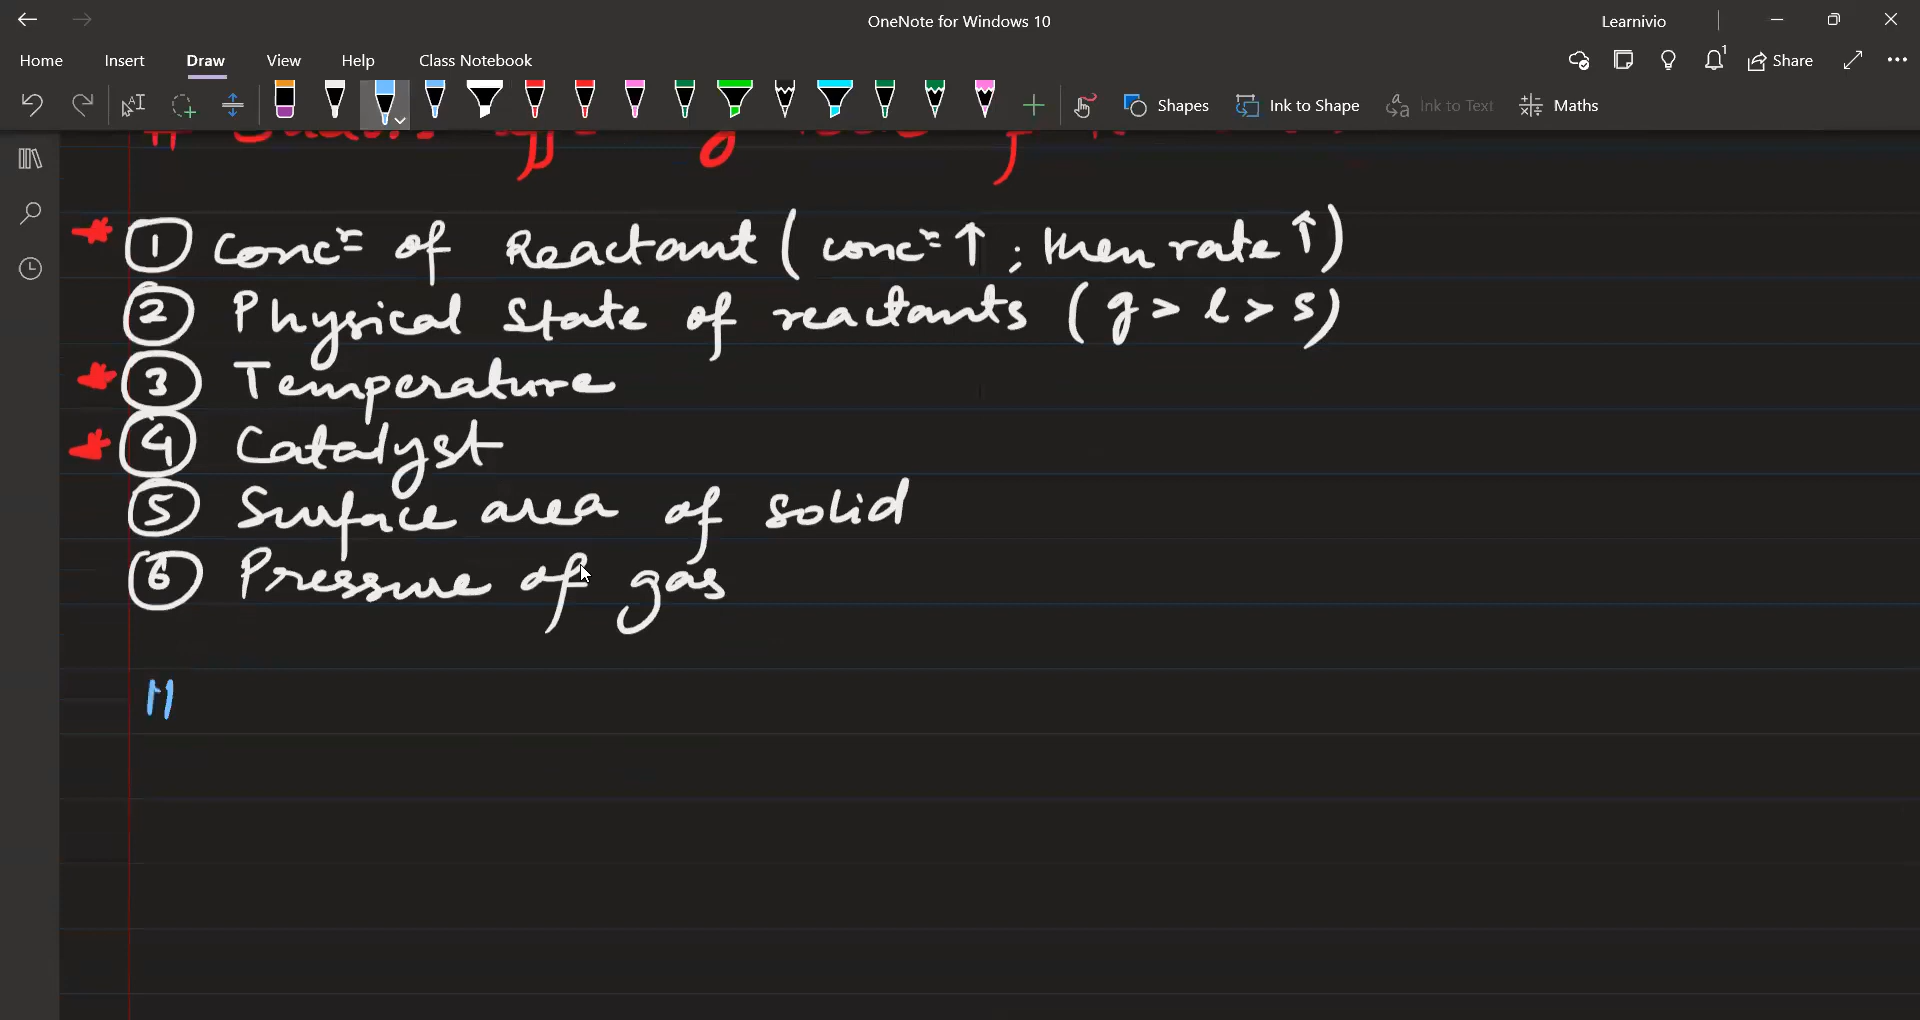 OneNote for Windows 10
Learnivo
Home Insert Draw View Help Class Notebook
1 Share
Shapes Ink to Shape Ink to Text Maths
① Concⁿ of Reactant (concⁿ ↑ ; then rate ↑)
② Physical State of reactants (g > l > s)
③ Temperature
④ Catalyst
⑤ Surface area of solid
⑥ Pressure of gas